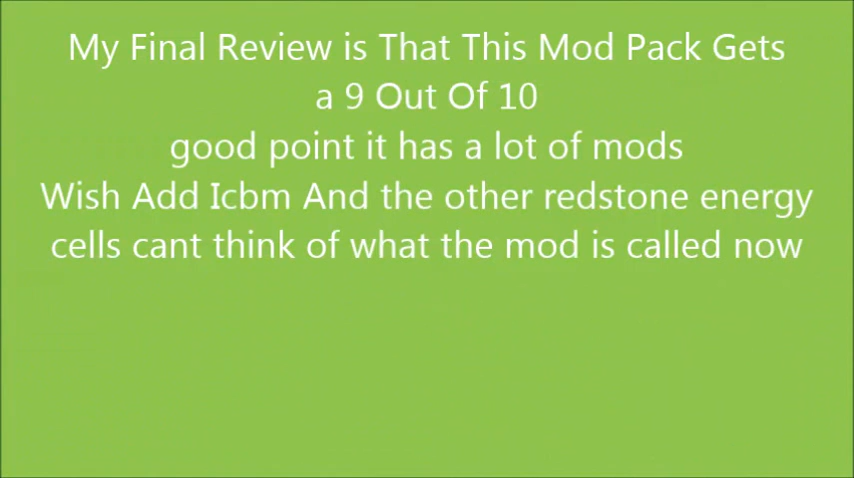 My Final Review is That This Mod Pack Gets
a 9 Out Of 10
good point it has a lot of mods
Wish Add Icbm And the other redstone energy
cells cant think of what the mod is called now